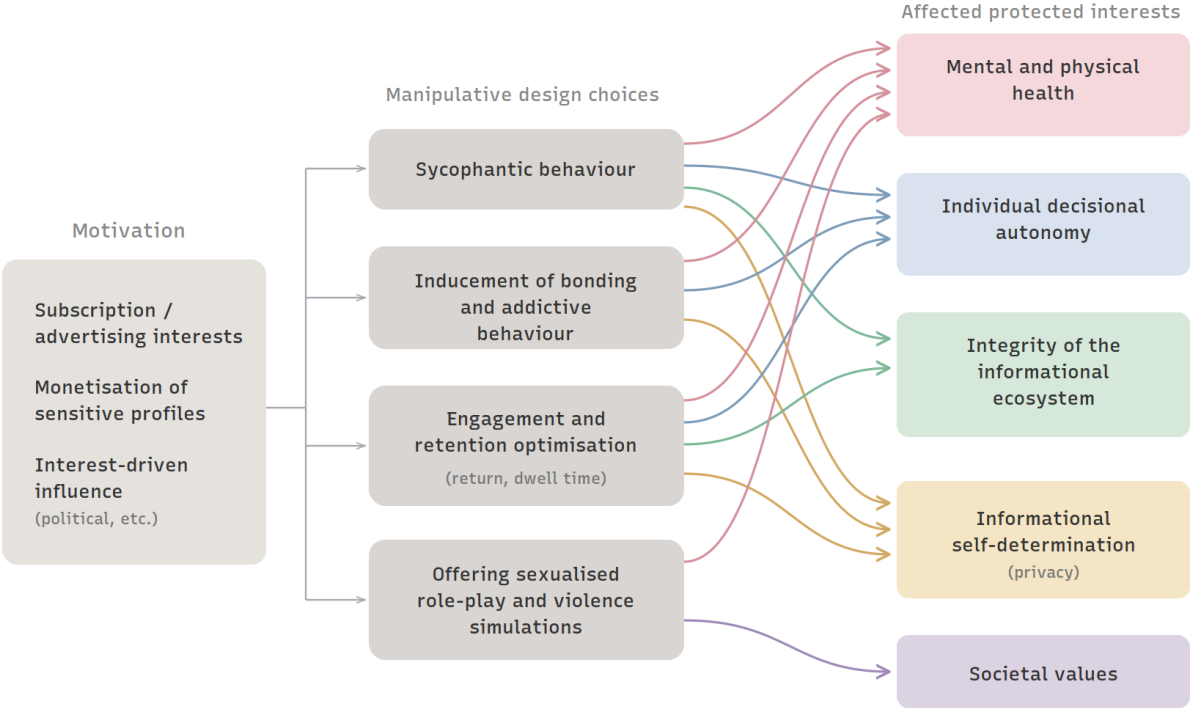 Motivation
Subscription /
advertising interests
Monetisation of
sensitive profiles
Interest-driven
influence
(political, etc.)
Manipulative design choices
Sycophantic behaviour
Inducement of bonding
and addictive
behaviour
Engagement and
retention optimisation
(return, dwell time)
Offering sexualised
role-play and violence
simulations
Affected protected interests
Mental and physical
health
Individual decisional
autonomy
Integrity of the
informational
ecosystem
Informational
self-determination
(privacy)
Societal values